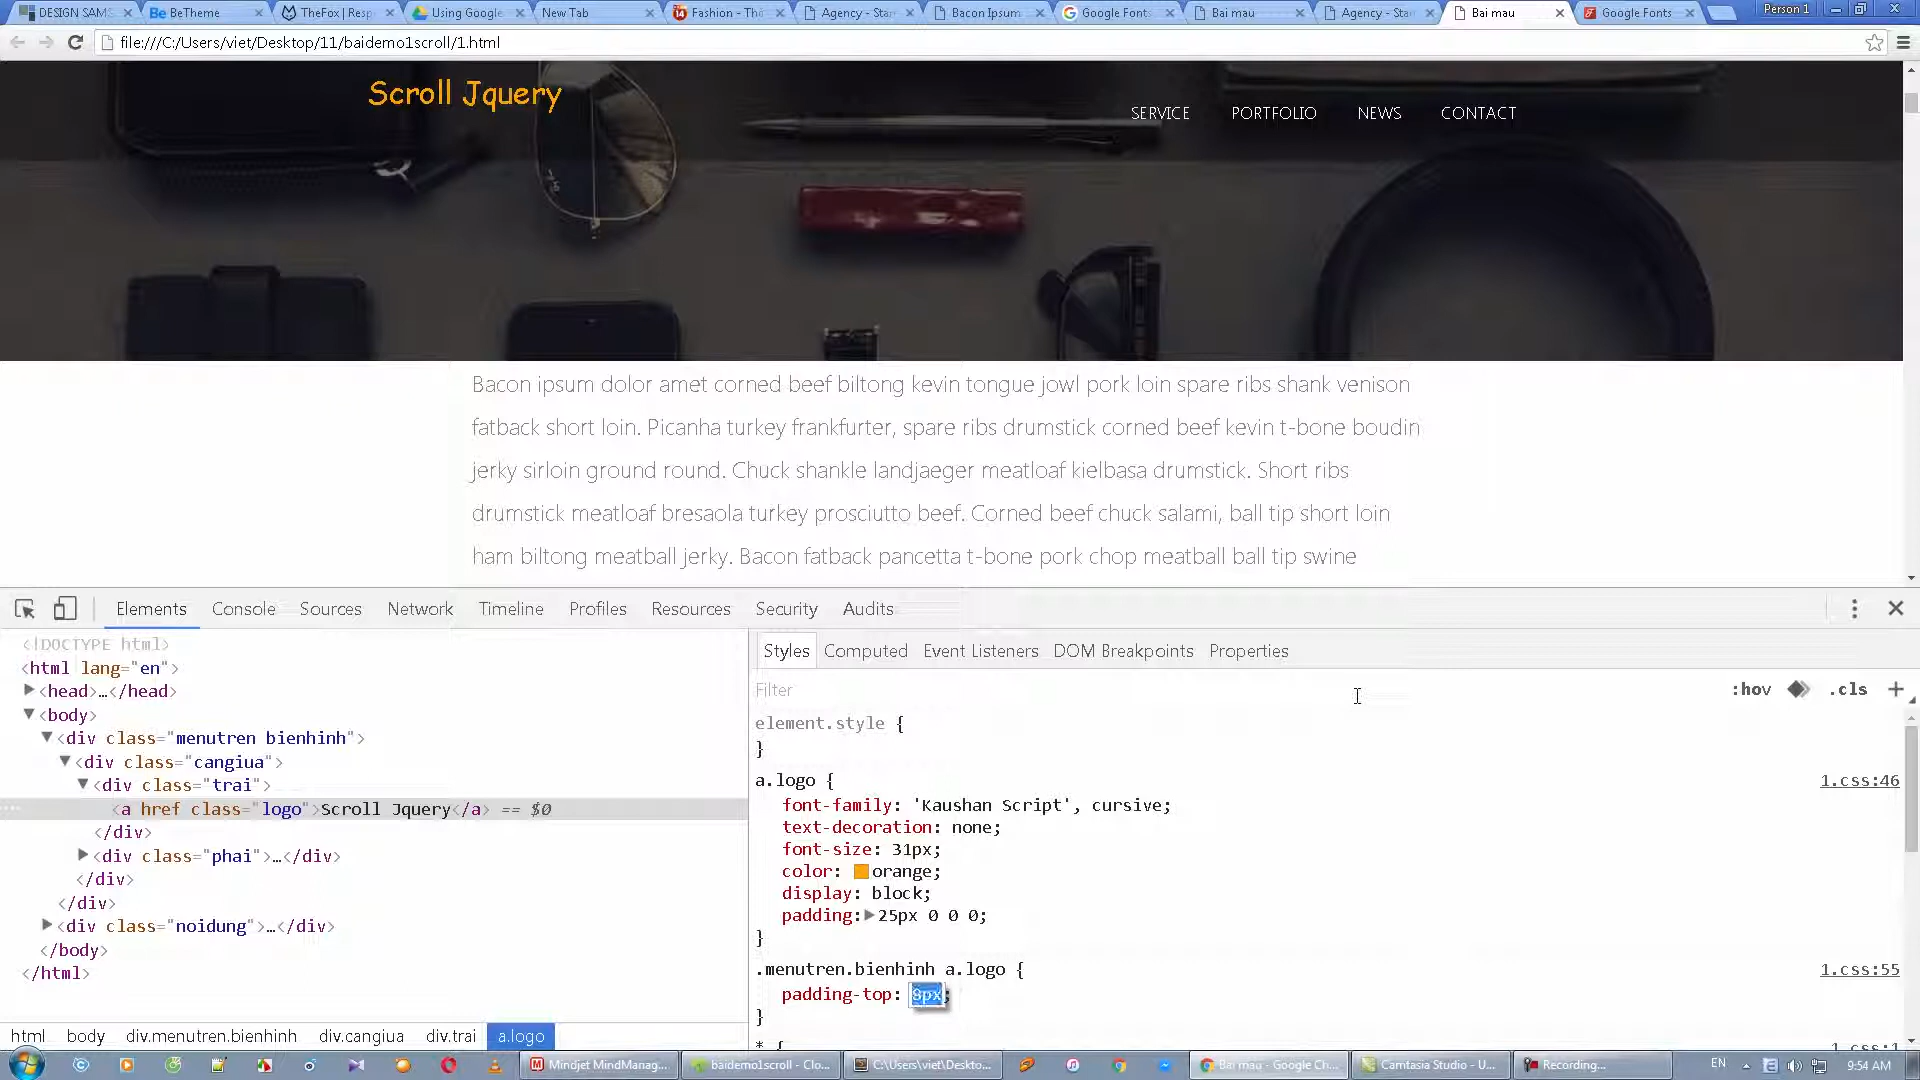 DESIGN SAMS
BeTheme
TheFox | Resp
Using Google
New Tab
Fashion - The
Agency - Star
Bacon Ipsum
Google Fonts
Bai mau
Agency - Star
Bai mau
Google Fonts
Person 1
file:///C:/Users/viet/Desktop/11/baidemo1scroll/1.html
Scroll Jquery
SERVICE PORTFOLIO NEWS CONTACT
Bacon ipsum dolor amet corned beef biltong kevin tongue jowl pork loin spare ribs shank venison
fatback short loin. Picanha turkey frankfurter, spare ribs drumstick corned beef kevin t-bone boudin
jerky sirloin ground round. Chuck shankle landjaeger meatloaf kielbasa drumstick. Short ribs
drumstick meatloaf bresaola turkey prosciutto beef. Corned beef chuck salami, ball tip short loin
ham biltong meatball jerky. Bacon fatback pancetta t-bone pork chop meatball ball tip swine
Elements Console Sources Network Timeline Profiles Resources Security Audits
<!DOCTYPE html>
<html lang="en">
<head>…</head>
<body>
<div class="menutren bienhinh">
<div class="cangiua">
<div class="trai">
<a href class="logo">Scroll Jquery</a> == $0
</div>
<div class="phai">…</div>
</div>
</div>
<div class="noidung">…</div>
</body>
</html>
html body div.menutren.bienhinh div.cangiua div.trai a.logo
Styles Computed Event Listeners DOM Breakpoints Properties
Filter :hov .cls +
element.style {
}
a.logo { 1.css:46
font-family: 'Kaushan Script', cursive;
text-decoration: none;
font-size: 31px;
color: orange;
display: block;
padding: 25px 0 0 0;
}
.menutren.bienhinh a.logo { 1.css:55
padding-top: 8px;
}
* { 1.css:1
Mindjet MindManag...
baidemo1scroll - Clo...
C:\Users\viet\Deskto...
Bai mau - Google Ch...
Camtasia Studio - U...
Recording...
EN
9:54 AM